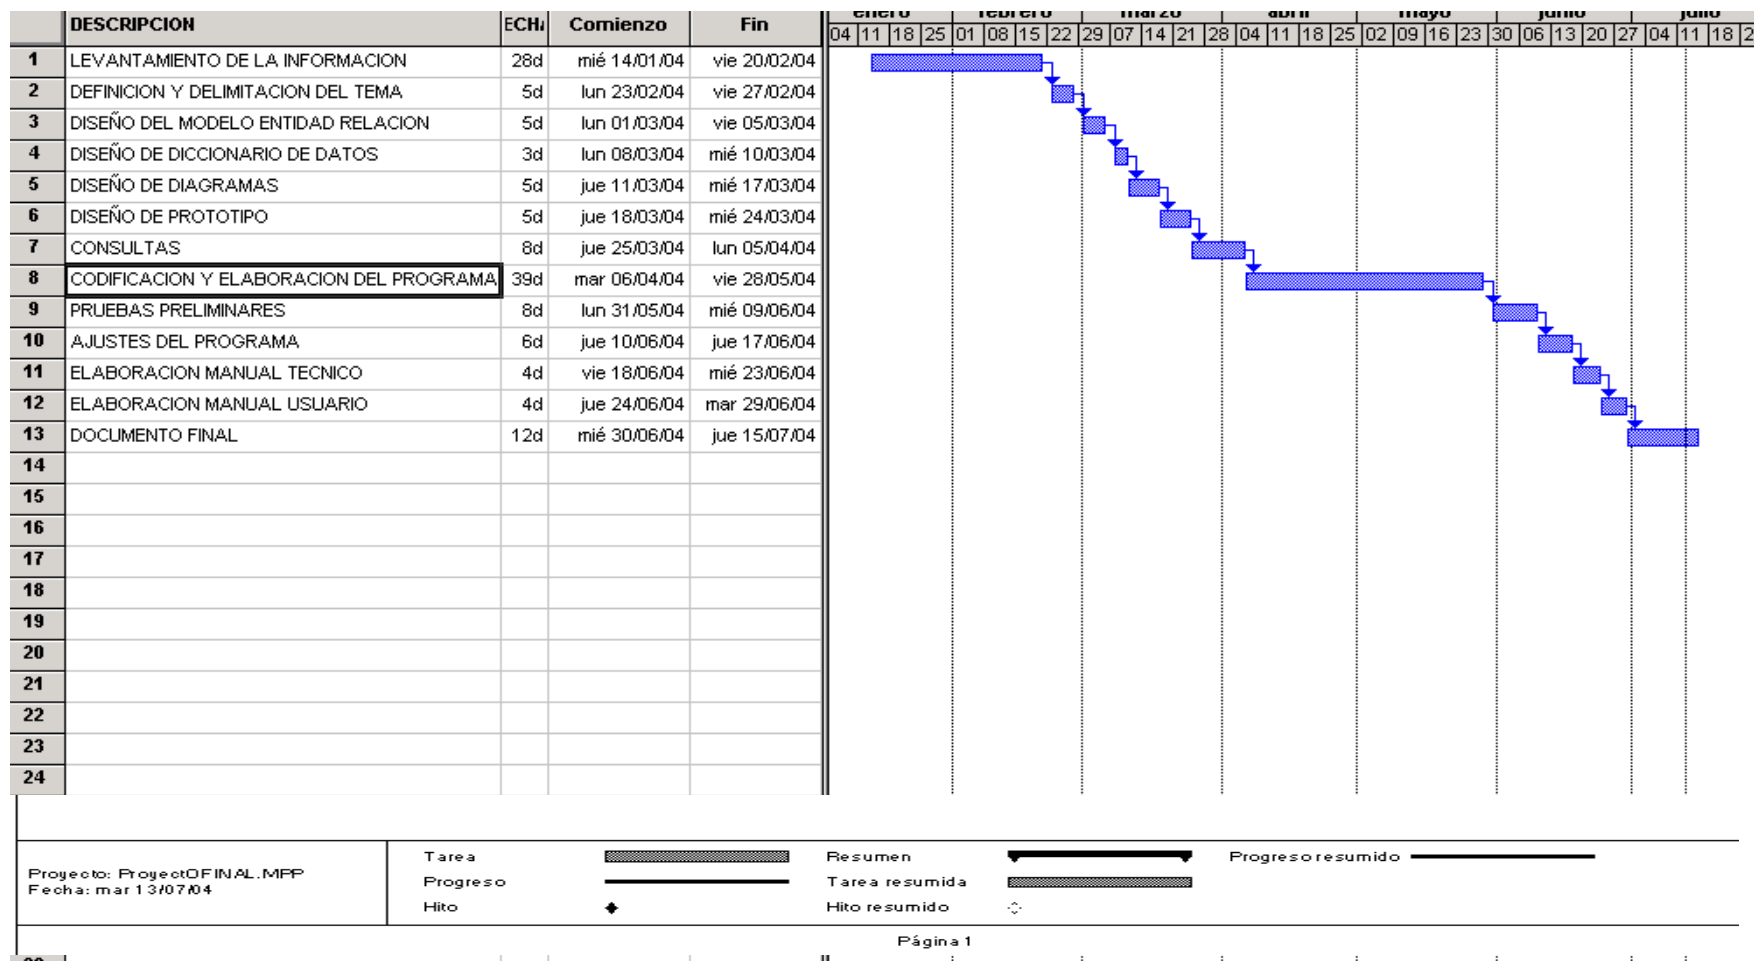 DESCRIPCION ECHA Comienzo Fin
enero febrero marzo abril mayo junio julio
04 11 18 25 01 08 15 22 29 07 14 21 28 04 11 18 25 02 09 16 23 30 06 13 20 27 04 11 18 2
1 LEVANTAMIENTO DE LA INFORMACION 28d mié 14/01/04 vie 20/02/04
2 DEFINICION Y DELIMITACION DEL TEMA 5d lun 23/02/04 vie 27/02/04
3 DISEÑO DEL MODELO ENTIDAD RELACION 5d lun 01/03/04 vie 05/03/04
4 DISEÑO DE DICCIONARIO DE DATOS 3d lun 08/03/04 mié 10/03/04
5 DISEÑO DE DIAGRAMAS 5d jue 11/03/04 mié 17/03/04
6 DISEÑO DE PROTOTIPO 5d jue 18/03/04 mié 24/03/04
7 CONSULTAS 8d jue 25/03/04 lun 05/04/04
8 CODIFICACION Y ELABORACION DEL PROGRAMA 39d mar 06/04/04 vie 28/05/04
9 PRUEBAS PRELIMINARES 8d lun 31/05/04 mié 09/06/04
10 AJUSTES DEL PROGRAMA 6d jue 10/06/04 jue 17/06/04
11 ELABORACION MANUAL TECNICO 4d vie 18/06/04 mié 23/06/04
12 ELABORACION MANUAL USUARIO 4d jue 24/06/04 mar 29/06/04
13 DOCUMENTO FINAL 12d mié 30/06/04 jue 15/07/04
14
15
16
17
18
19
20
21
22
23
24
Proyecto: ProyectOFINAL.MPP
Fecha: mar 13/07/04
Tarea Resumen Progreso resumido
Progreso Tarea resumida
Hito Hito resumido
Página 1